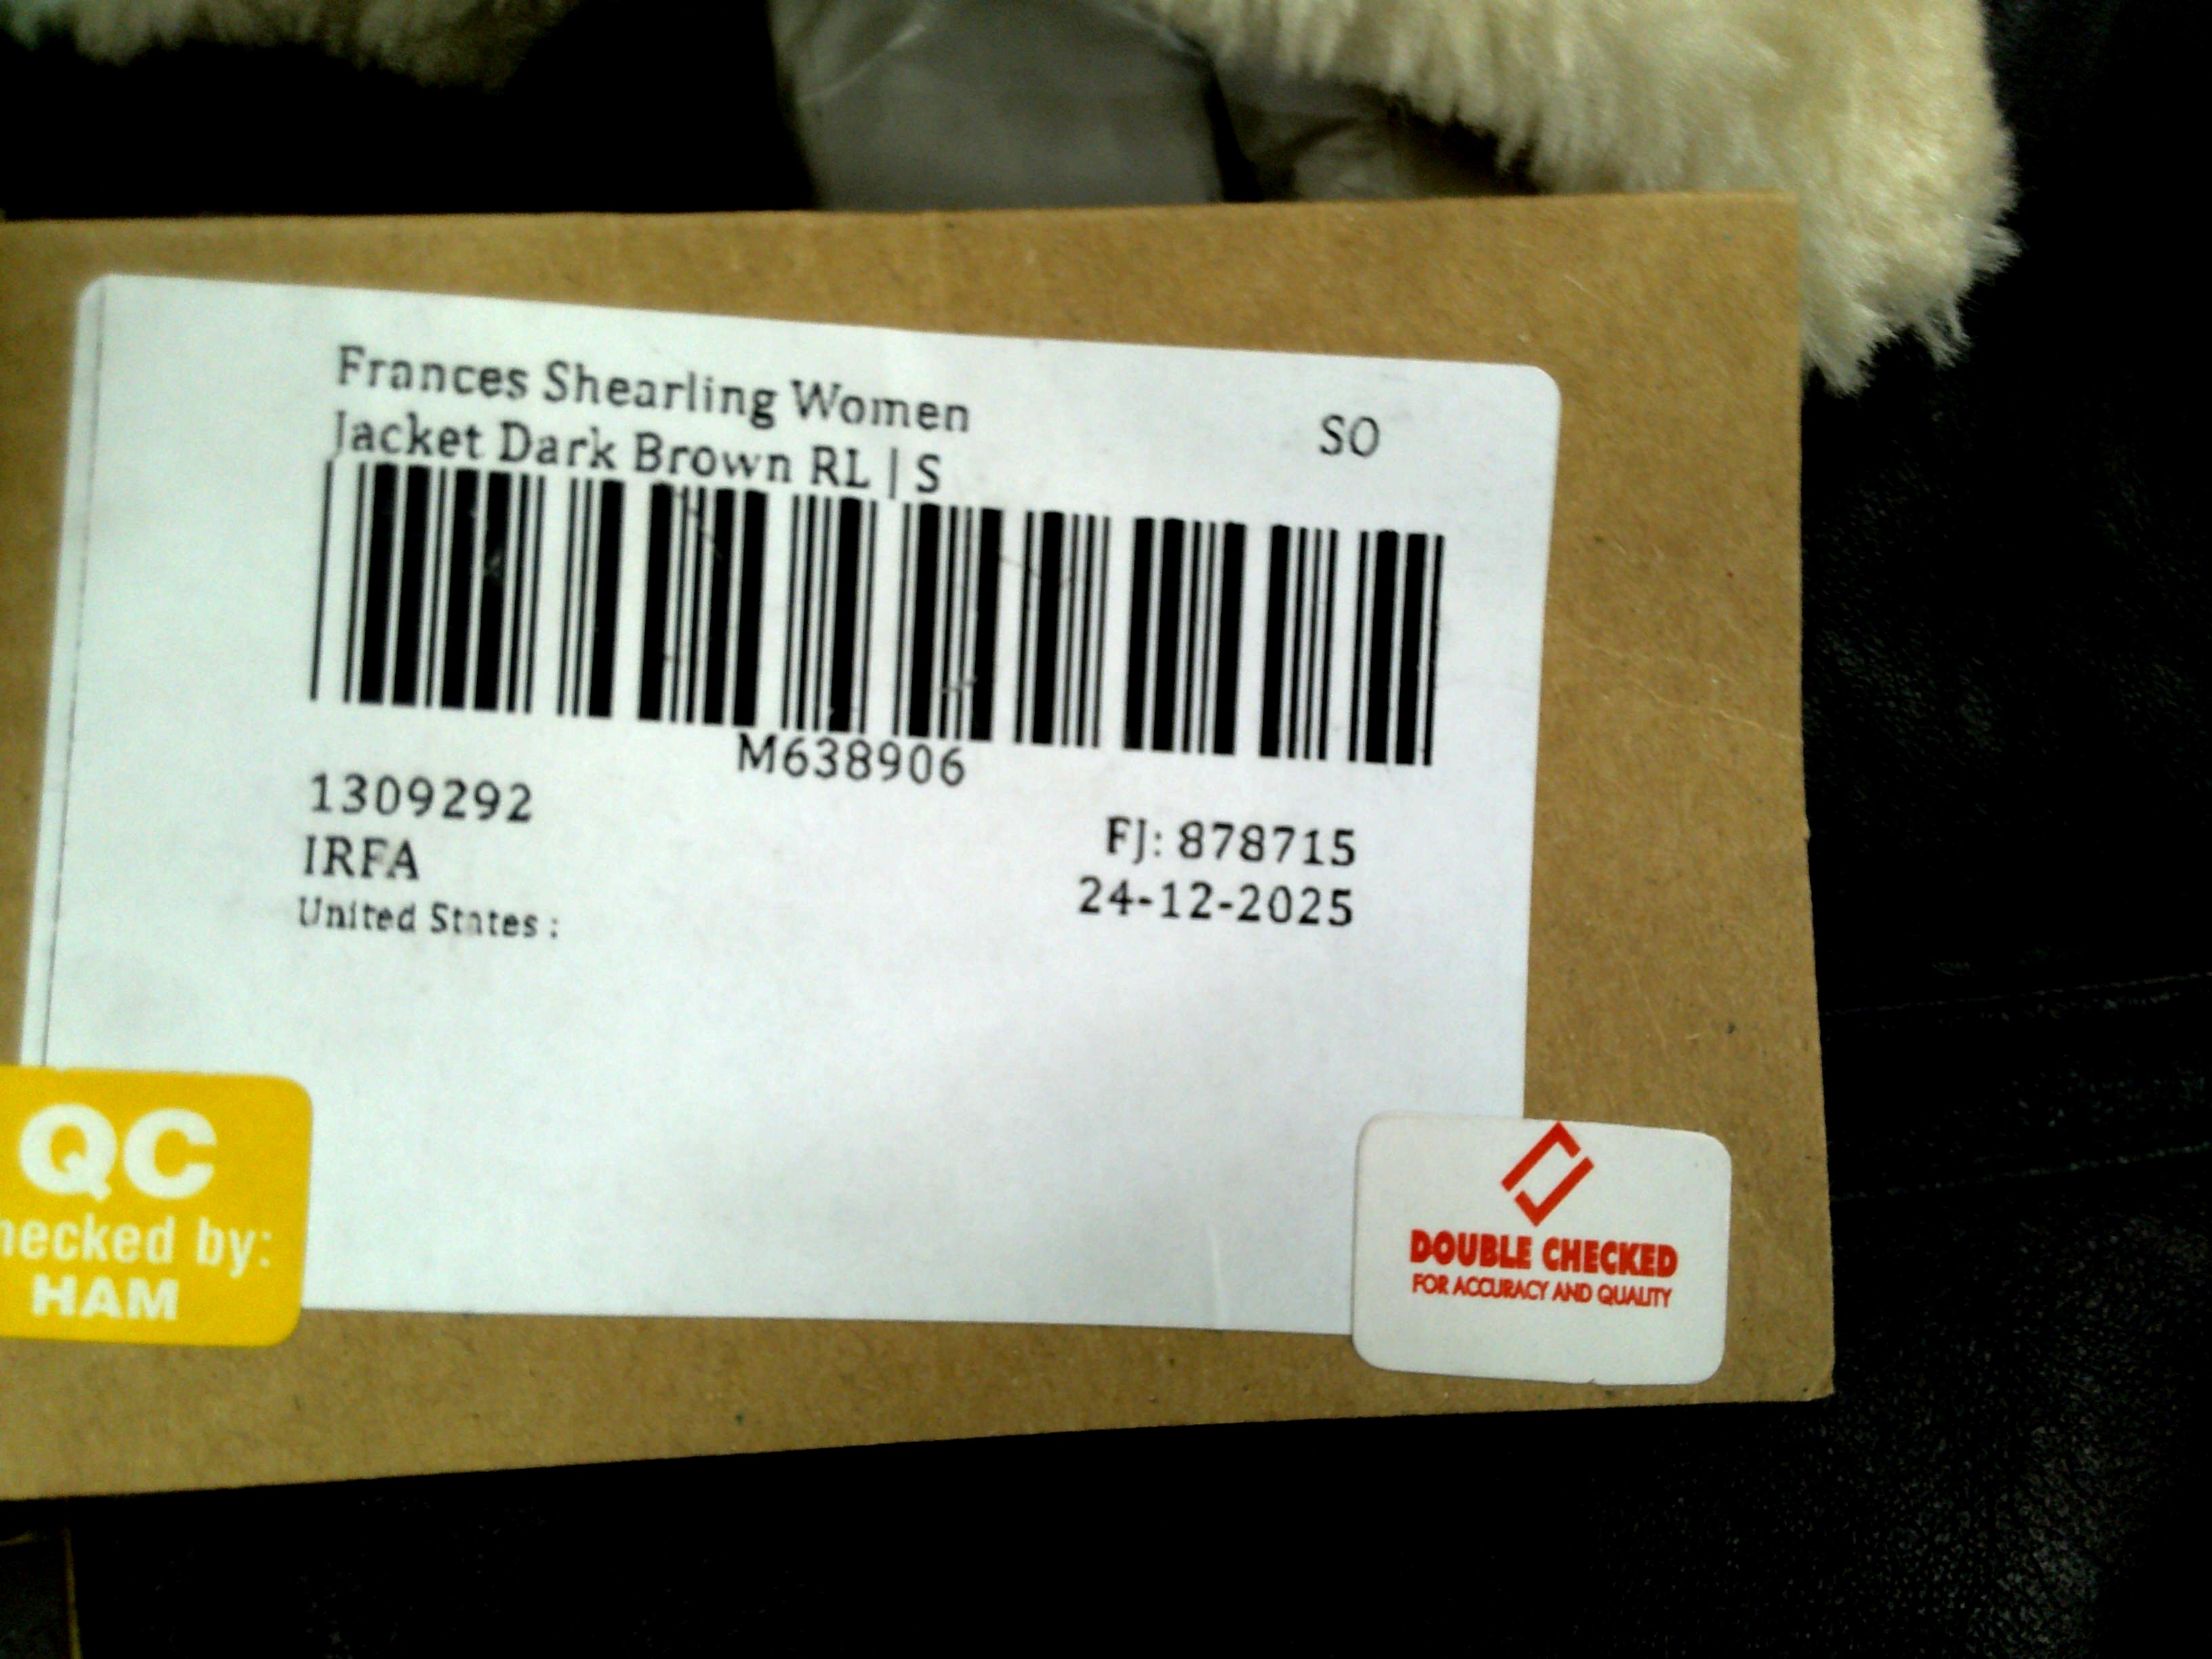 Frances Shearling Women
Jacket Dark Brown RL | S
SO
M638906
1309292
IRFA
United States :
FJ: 878715
24-12-2025
QC
hecked by:
HAM
DOUBLE CHECKED
FOR ACCURACY AND QUALITY